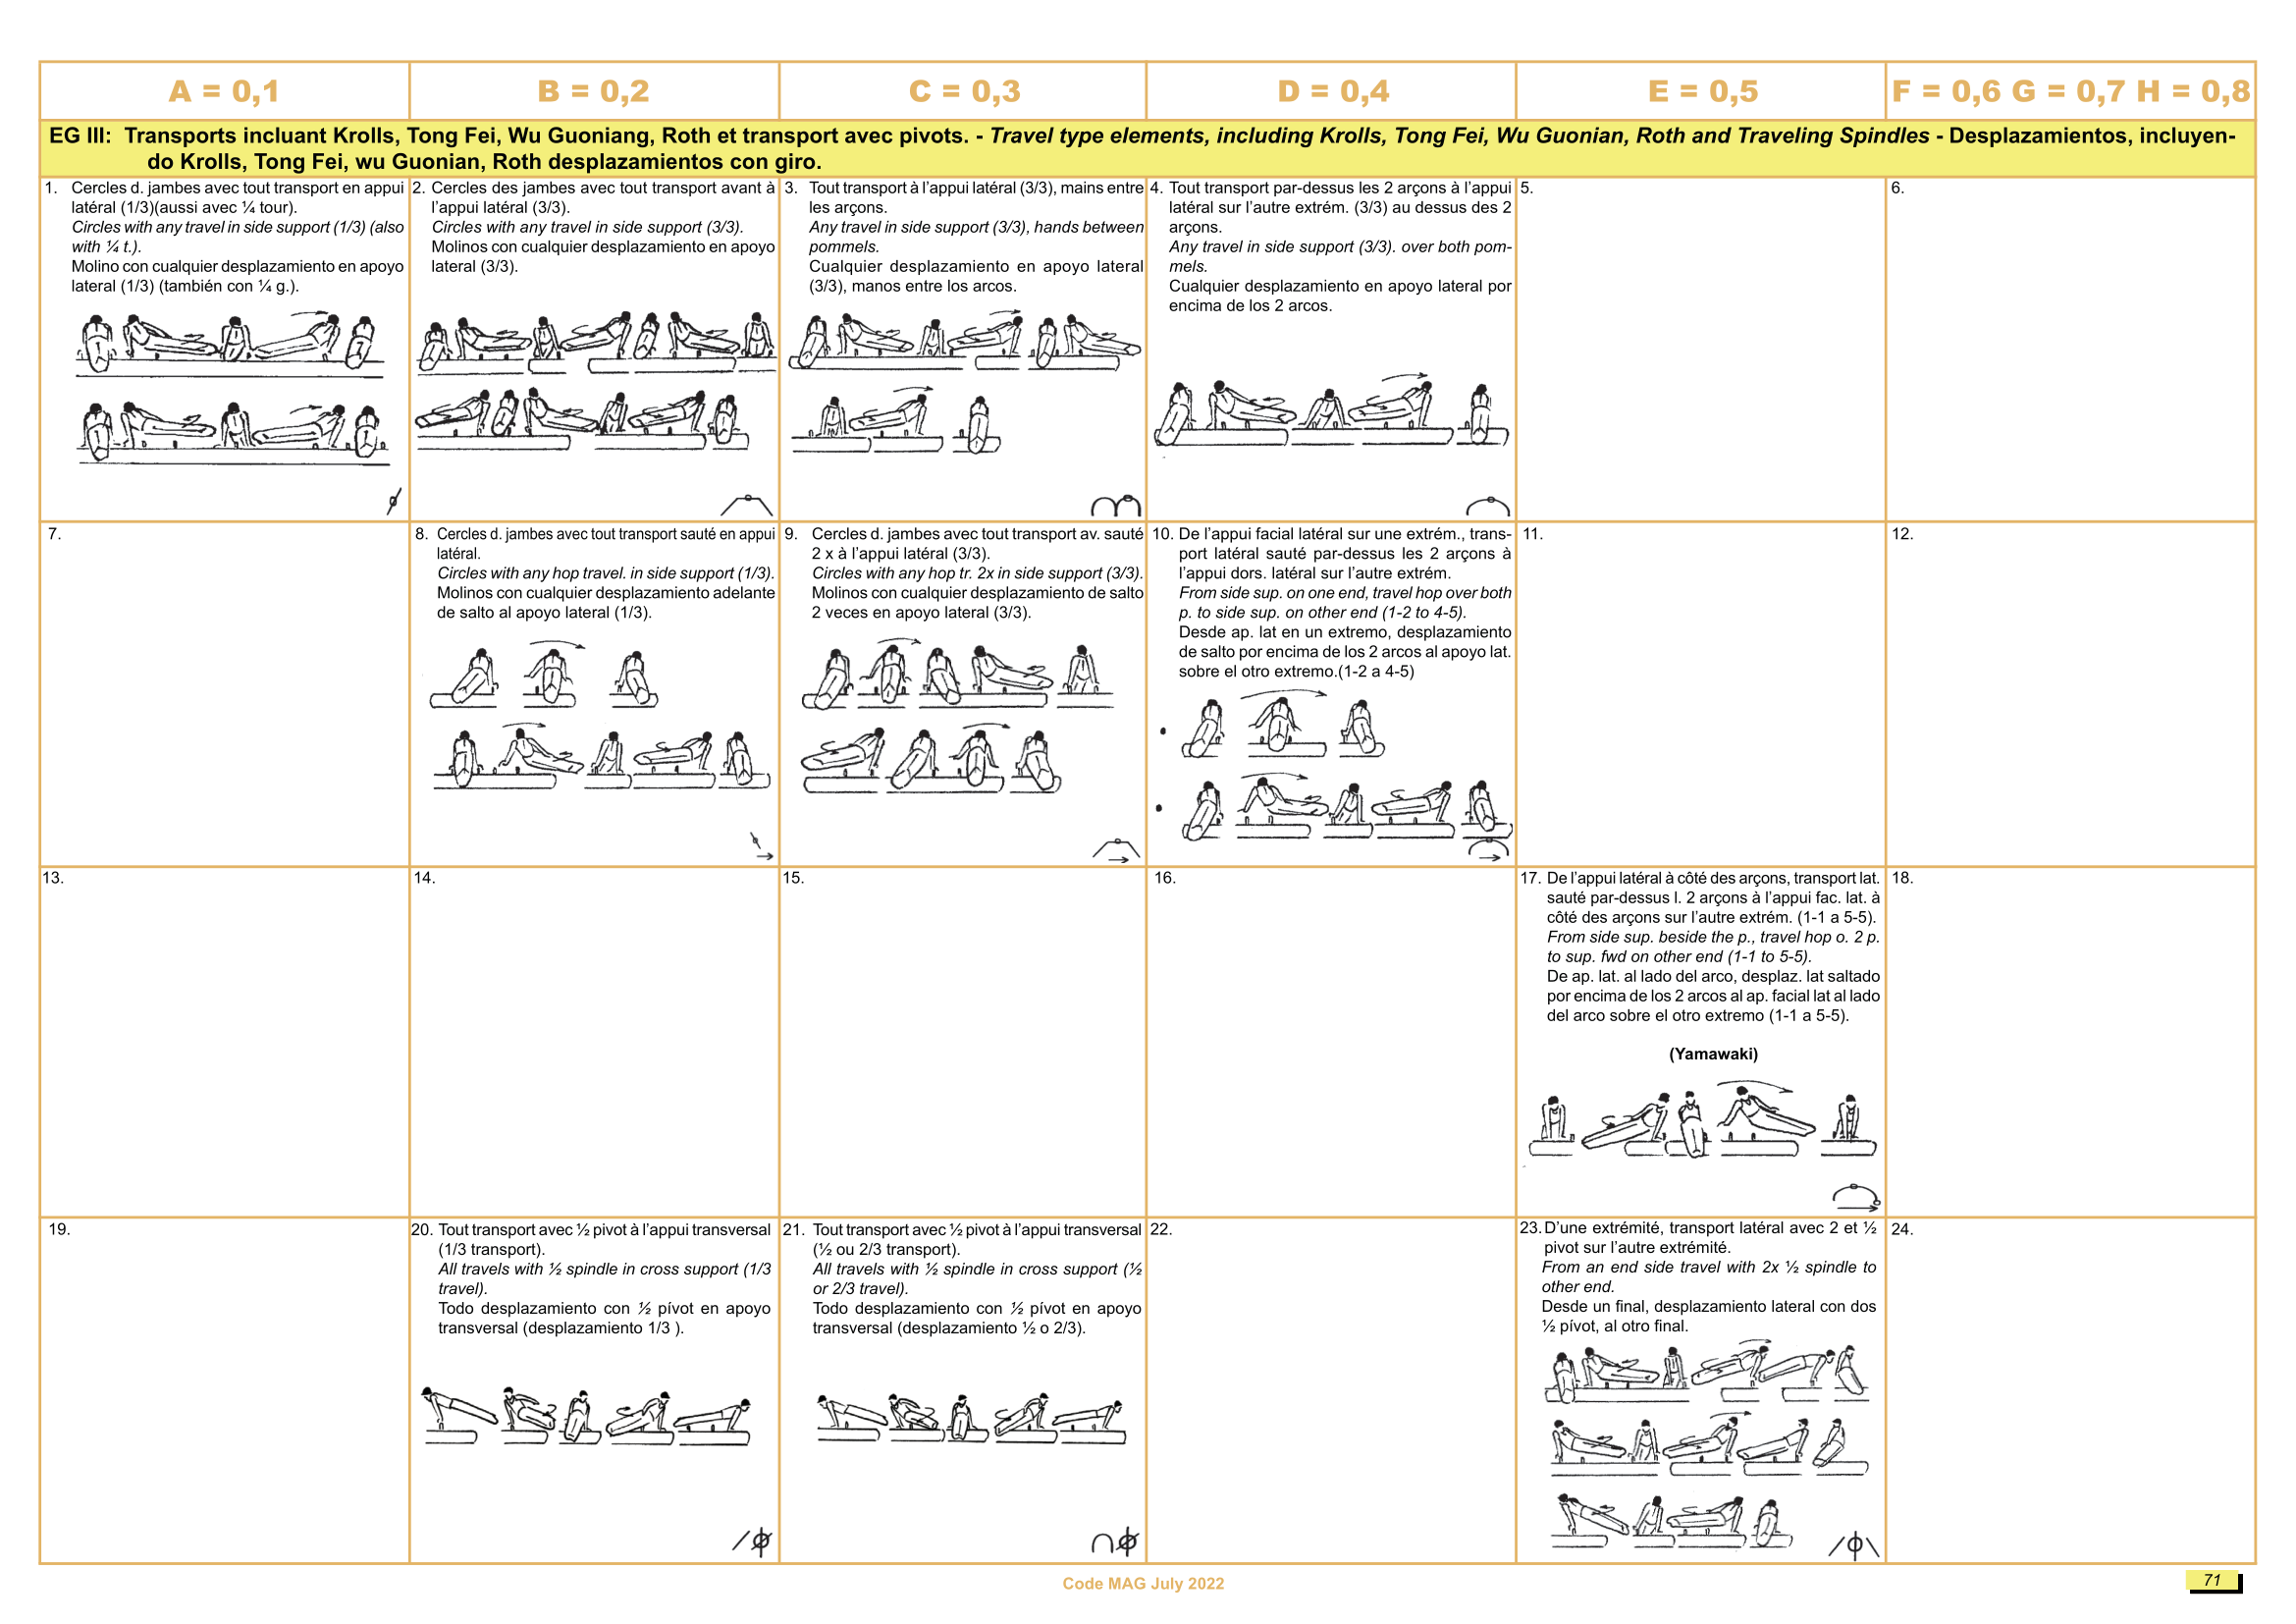 A = 0,1
B = 0,2
C = 0,3
D = 0,4
E = 0,5
F = 0,6 G = 0,7 H = 0,8
EG III: Transports incluant Krolls, Tong Fei, Wu Guoniang, Roth et transport avec pivots. - Travel type elements, including Krolls, Tong Fei, Wu Guonian, Roth and Traveling Spindles - Desplazamientos, incluyen-
do Krolls, Tong Fei, wu Guonian, Roth desplazamientos con giro.
1. Cercles d. jambes avec tout transport en appui
latéral (1/3)(aussi avec ¼ tour).
Circles with any travel in side support (1/3) (also
with ¼ t.).
Molino con cualquier desplazamiento en apoyo
lateral (1/3) (también con ¼ g.).
2. Cercles des jambes avec tout transport avant à
l'appui latéral (3/3).
Circles with any travel in side support (3/3).
Molinos con cualquier desplazamiento en apoyo
lateral (3/3).
3. Tout transport à l'appui latéral (3/3), mains entre
les arçons.
Any travel in side support (3/3), hands between
pommels.
Cualquier desplazamiento en apoyo lateral
(3/3), manos entre los arcos.
4. Tout transport par-dessus les 2 arçons à l'appui
latéral sur l'autre extrém. (3/3) au dessus des 2
arçons.
Any travel in side support (3/3). over both pom-
mels.
Cualquier desplazamiento en apoyo lateral por
encima de los 2 arcos.
5.
6.
7.
8. Cercles d. jambes avec tout transport sauté en appui
latéral.
Circles with any hop travel. in side support (1/3).
Molinos con cualquier desplazamiento adelante
de salto al apoyo lateral (1/3).
9. Cercles d. jambes avec tout transport av. sauté
2 x à l'appui latéral (3/3).
Circles with any hop tr. 2x in side support (3/3).
Molinos con cualquier desplazamiento de salto
2 veces en apoyo lateral (3/3).
10. De l'appui facial latéral sur une extrém., trans-
port latéral sauté par-dessus les 2 arçons à
l'appui dors. latéral sur l'autre extrém.
From side sup. on one end, travel hop over both
p. to side sup. on other end (1-2 to 4-5).
Desde ap. lat en un extremo, desplazamiento
de salto por encima de los 2 arcos al apoyo lat.
sobre el otro extremo.(1-2 a 4-5)
11.
12.
13.
14.
15.
16.
17. De l'appui latéral à côté des arçons, transport lat.
sauté par-dessus l. 2 arçons à l'appui fac. lat. à
côté des arçons sur l'autre extrém. (1-1 a 5-5).
From side sup. beside the p., travel hop o. 2 p.
to sup. fwd on other end (1-1 to 5-5).
De ap. lat. al lado del arco, desplaz. lat saltado
por encima de los 2 arcos al ap. facial lat al lado
del arco sobre el otro extremo (1-1 a 5-5).
(Yamawaki)
18.
19.
20. Tout transport avec ½ pivot à l'appui transversal
(1/3 transport).
All travels with ½ spindle in cross support (1/3
travel).
Todo desplazamiento con ½ pívot en apoyo
transversal (desplazamiento 1/3 ).
21. Tout transport avec ½ pivot à l'appui transversal
(½ ou 2/3 transport).
All travels with ½ spindle in cross support (½
or 2/3 travel).
Todo desplazamiento con ½ pívot en apoyo
transversal (desplazamiento ½ o 2/3).
22.
23. D'une extrémité, transport latéral avec 2 et ½
pivot sur l'autre extrémité.
From an end side travel with 2x ½ spindle to
other end.
Desde un final, desplazamiento lateral con dos
½ pívot, al otro final.
24.
Code MAG July 2022
71